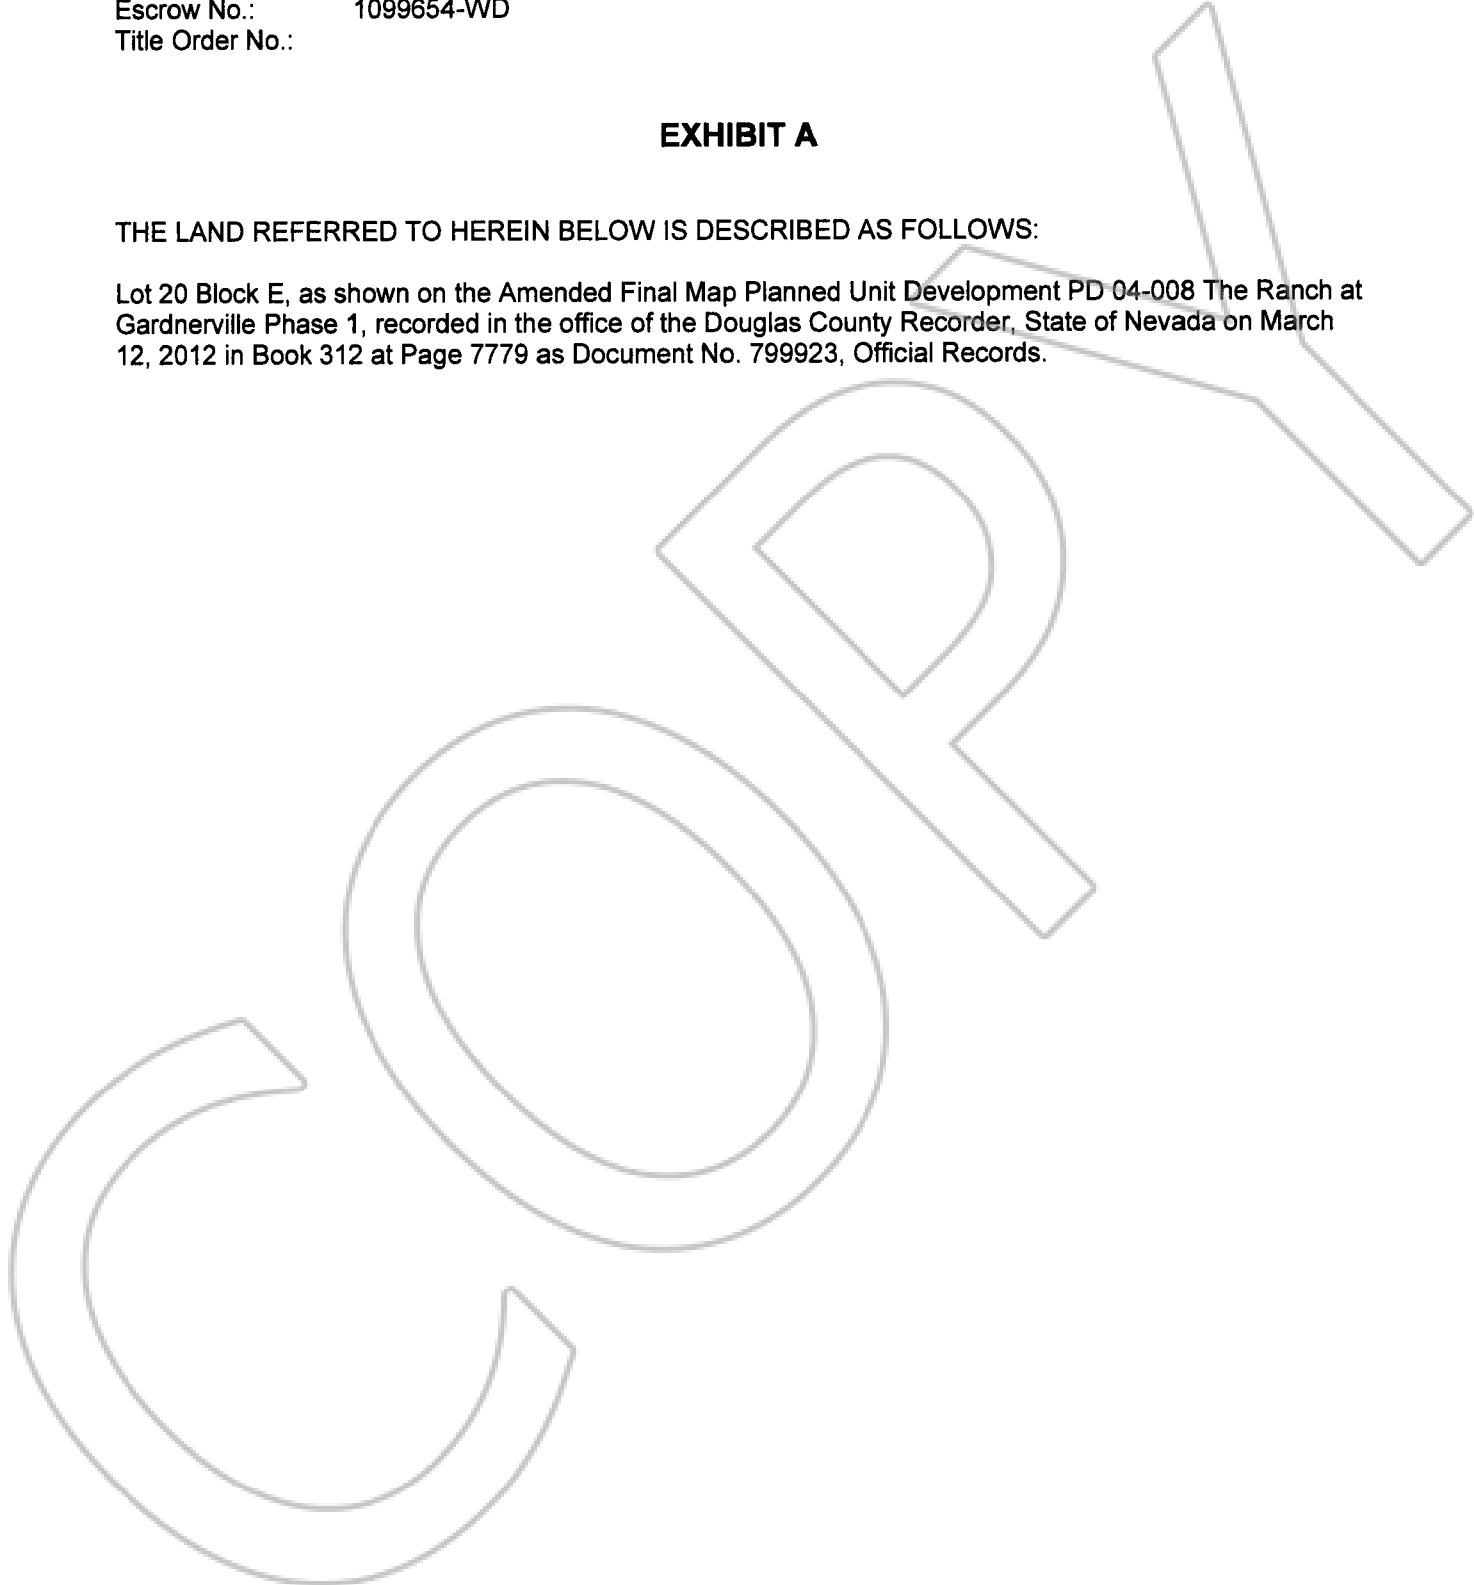 Escrow No.: 1099654-WD
Title Order No.:
EXHIBIT A
THE LAND REFERRED TO HEREIN BELOW IS DESCRIBED AS FOLLOWS:
Lot 20 Block E, as shown on the Amended Final Map Planned Unit Development PD 04-008 The Ranch at
Gardnerville Phase 1, recorded in the office of the Douglas County Recorder, State of Nevada on March
12, 2012 in Book 312 at Page 7779 as Document No. 799923, Official Records.
COPY